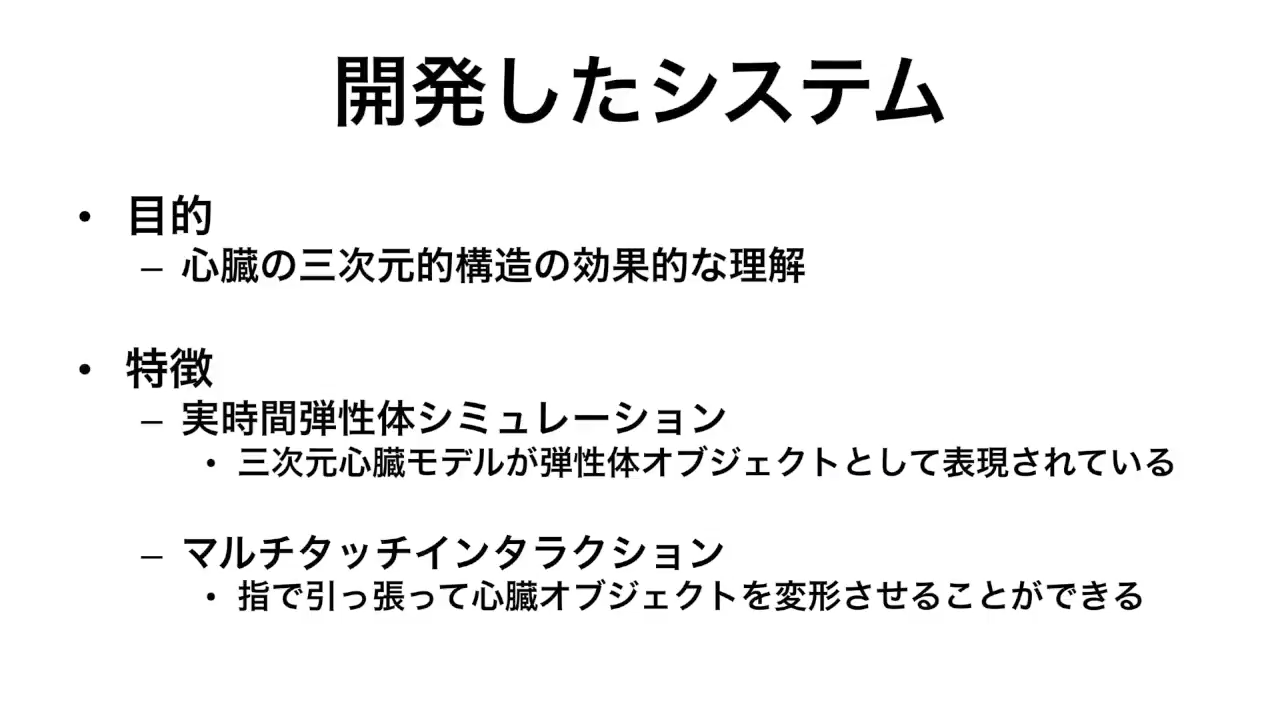 開発したシステム
• 目的
– 心臓の三次元的構造の効果的な理解
• 特徴
– 実時間弾性体シミュレーション
• 三次元心臓モデルが弾性体オブジェクトとして表現されている
– マルチタッチインタラクション
• 指で引っ張って心臓オブジェクトを変形させることができる